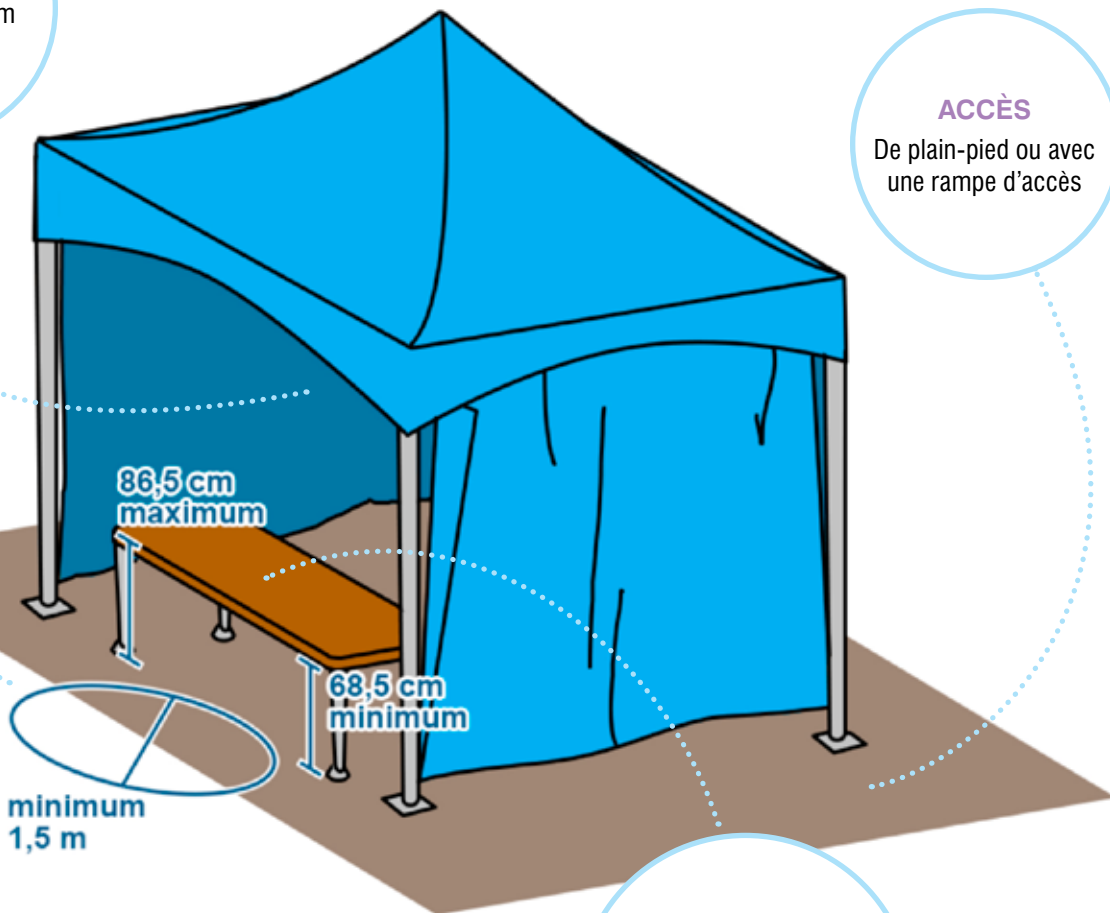 m
ACCÈS
De plain-pied ou avec
une rampe d'accès
86,5 cm
maximum
68,5 cm
minimum
minimum
1,5 m